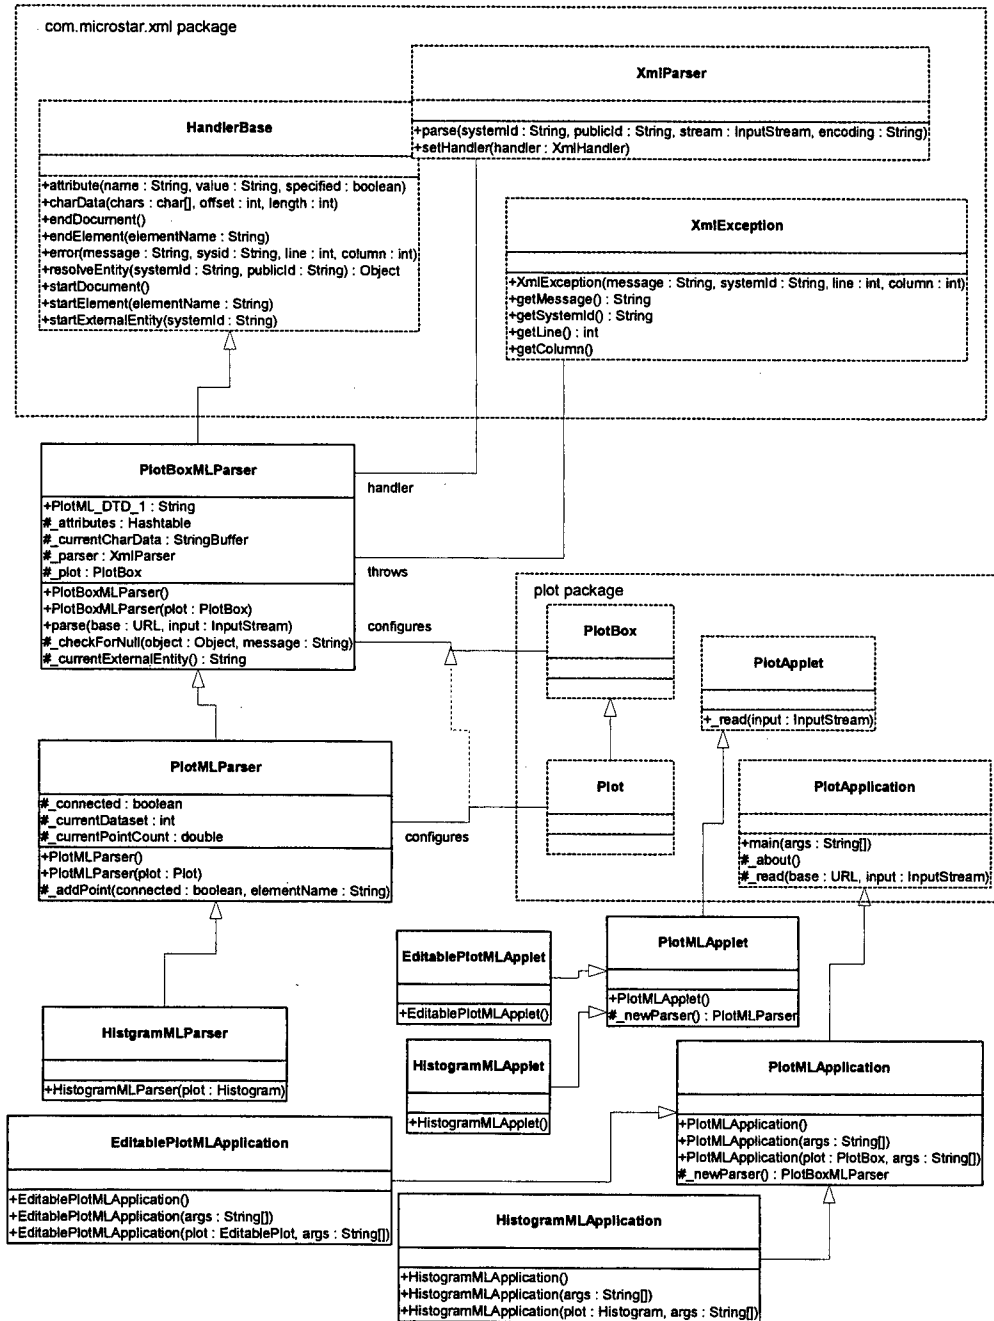 com.microstar.xml package
XmlParser
+parse(systemId : String, publicId : String, stream : InputStream, encoding : String)
+setHandler(handler : XmlHandler)
HandlerBase
+attribute(name : String, value : String, specified : boolean)
+charData(chars : char[], offset : int, length : int)
+endDocument()
+endElement(elementName : String)
+error(message : String, sysid : String, line : int, column : int)
+resolveEntity(systemId : String, publicId : String) : Object
+startDocument()
+startElement(elementName : String)
+startExternalEntity(systemId : String)
XmlException
+XmlException(message : String, systemId : String, line : int, column : int)
+getMessage() : String
+getSystemId() : String
+getLine() : int
+getColumn()
PlotBoxMLParser
+PlotML_DTD_1 : String
#_attributes : Hashtable
#_currentCharData : StringBuffer
#_parser : XmlParser
#_plot : PlotBox
+PlotBoxMLParser()
+PlotBoxMLParser(plot : PlotBox)
+parse(base : URL, input : InputStream)
#_checkForNull(object : Object, message : String)
#_currentExternalEntity() : String
handler
throws
configures
plot package
PlotBox
PlotApplet
+_read(input : InputStream)
Plot
PlotApplication
+main(args : String[])
#_about()
#_read(base : URL, input : InputStream)
PlotMLParser
#_connected : boolean
#_currentDataset : int
#_currentPointCount : double
+PlotMLParser()
+PlotMLParser(plot : Plot)
#_addPoint(connected : boolean, elementName : String)
configures
EditablePlotMLApplet
+EditablePlotMLApplet()
PlotMLApplet
+PlotMLApplet()
#_newParser() : PlotMLParser
HistgramMLParser
+HistogramMLParser(plot : Histogram)
HistogramMLApplet
+HistogramMLApplet()
PlotMLApplication
+PlotMLApplication()
+PlotMLApplication(args : String[])
+PlotMLApplication(plot : PlotBox, args : String[])
#_newParser() : PlotBoxMLParser
EditablePlotMLApplication
+EditablePlotMLApplication()
+EditablePlotMLApplication(args : String[])
+EditablePlotMLApplication(plot : EditablePlot, args : String[])
HistogramMLApplication
+HistogramMLApplication()
+HistogramMLApplication(args : String[])
+HistogramMLApplication(plot : Histogram, args : String[])